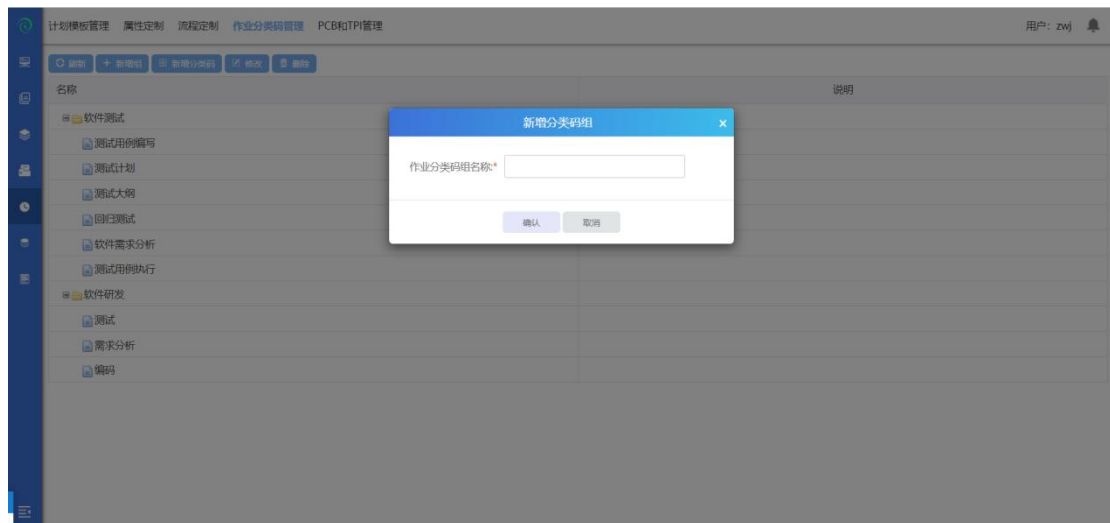 计划模板管理 属性定制 流程定制 作业分类码管理 PCB和TPI管理 用户：zwj
刷新 新增组 新增分类码 修改 删除
名称 说明
软件测试
新增分类码组 ×
测试用例编写
作业分类码组名称:*
测试计划
测试大纲
回归测试
确认 取消
软件需求分析
测试用例执行
软件研发
测试
需求分析
编码